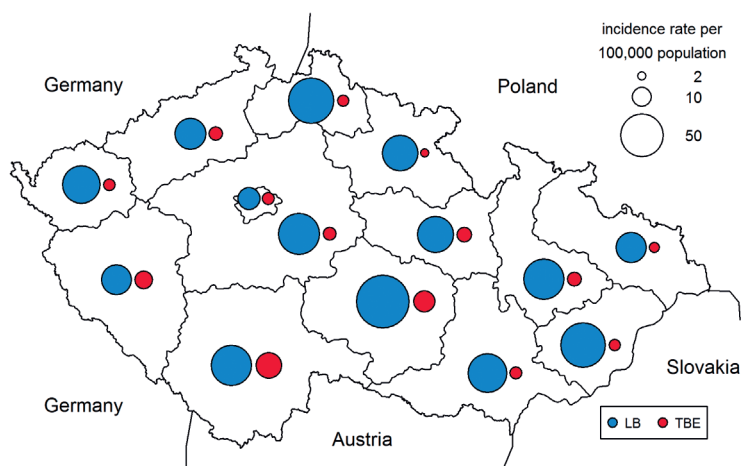 incidence rate per
100,000 population
2
10
50
Germany
Poland
Slovakia
Germany
Austria
LB TBE